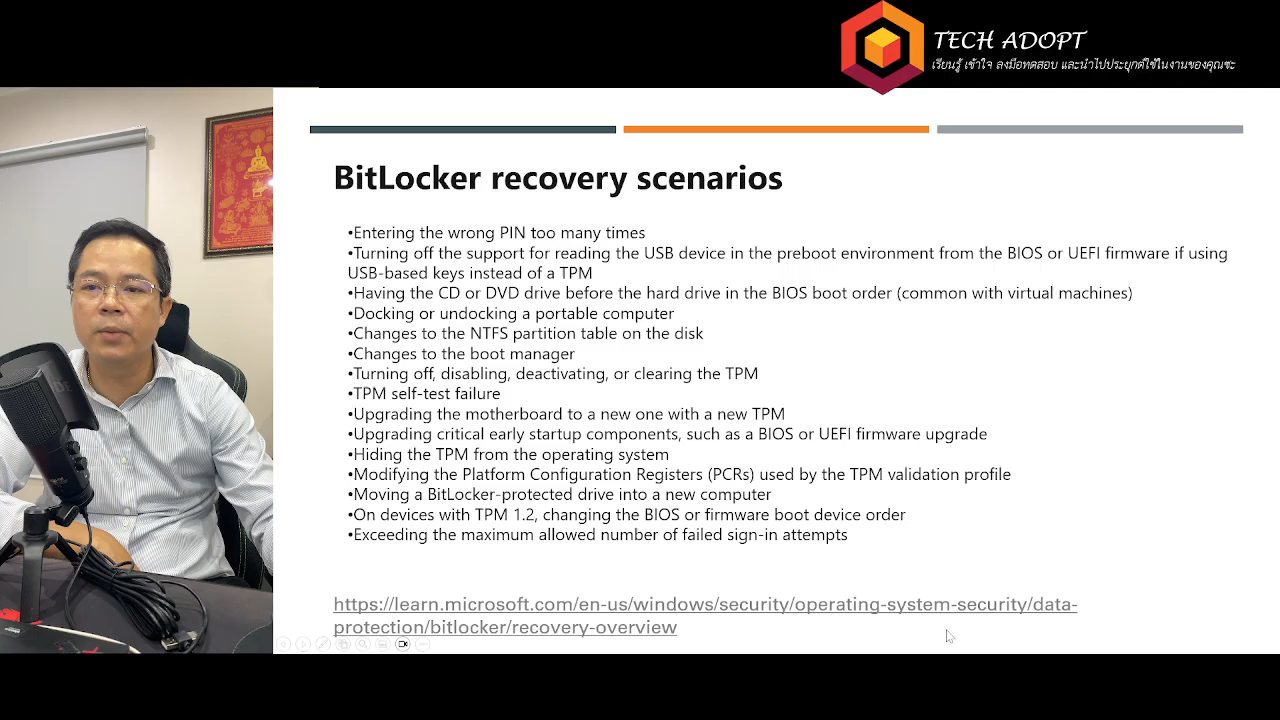 TECH ADOPT
เรียนรู้ เข้าใจ ลงมือทดสอบ และนำไปประยุกต์ใช้ในงานของคุณซะ
BitLocker recovery scenarios
•Entering the wrong PIN too many times
•Turning off the support for reading the USB device in the preboot environment from the BIOS or UEFI firmware if using
USB-based keys instead of a TPM
•Having the CD or DVD drive before the hard drive in the BIOS boot order (common with virtual machines)
•Docking or undocking a portable computer
•Changes to the NTFS partition table on the disk
•Changes to the boot manager
•Turning off, disabling, deactivating, or clearing the TPM
•TPM self-test failure
•Upgrading the motherboard to a new one with a new TPM
•Upgrading critical early startup components, such as a BIOS or UEFI firmware upgrade
•Hiding the TPM from the operating system
•Modifying the Platform Configuration Registers (PCRs) used by the TPM validation profile
•Moving a BitLocker-protected drive into a new computer
•On devices with TPM 1.2, changing the BIOS or firmware boot device order
•Exceeding the maximum allowed number of failed sign-in attempts
https://learn.microsoft.com/en-us/windows/security/operating-system-security/data-
protection/bitlocker/recovery-overview